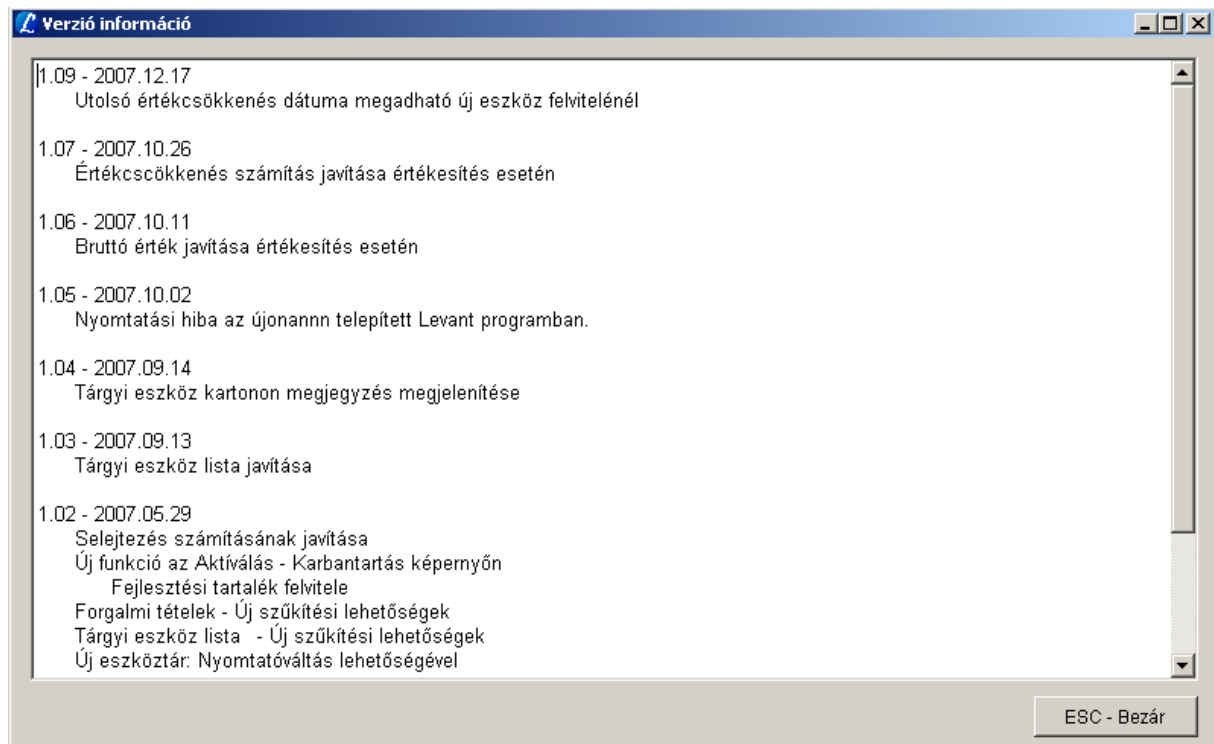 Verzió információ
1.09 - 2007.12.17
Utolsó értékcsökkenés dátuma megadható új eszköz felvitelénél
1.07 - 2007.10.26
Értékcscökkenés számítás javítása értékesítés esetén
1.06 - 2007.10.11
Bruttó érték javítása értékesítés esetén
1.05 - 2007.10.02
Nyomtatási hiba az újonannn telepített Levant programban.
1.04 - 2007.09.14
Tárgyi eszköz kartonon megjegyzés megjelenítése
1.03 - 2007.09.13
Tárgyi eszköz lista javítása
1.02 - 2007.05.29
Selejtezés számításának javítása
Új funkció az Aktíválás - Karbantartás képernyőn
Fejlesztési tartalék felvitele
Forgalmi tételek - Új szűkítési lehetőségek
Tárgyi eszköz lista  - Új szűkítési lehetőségek
Új eszköztár: Nyomtatóváltás lehetőségével
ESC - Bezár